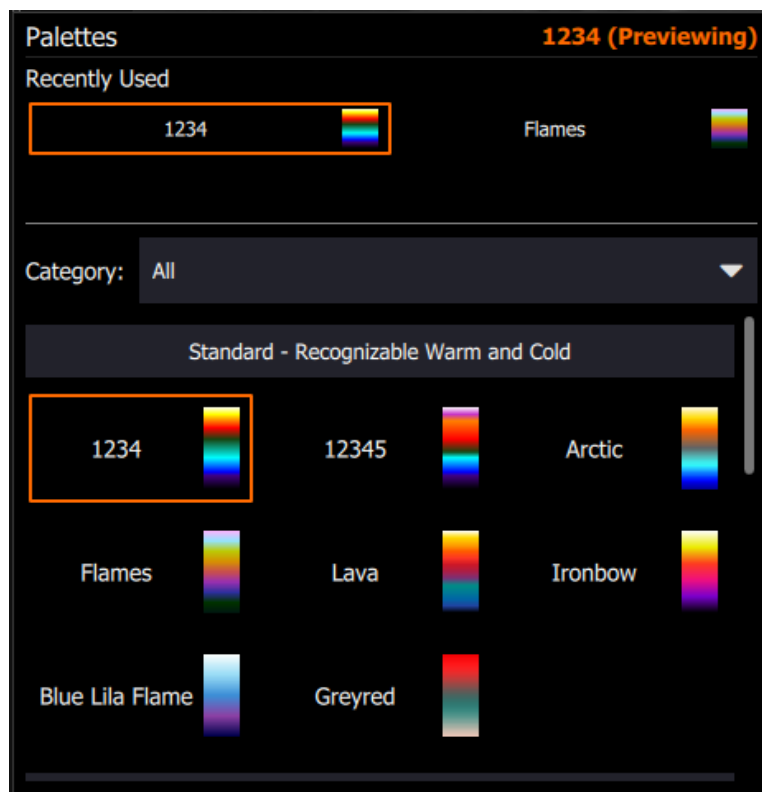 Palettes 1234 (Previewing)
Recently Used
1234 Flames
Category: All
Standard - Recognizable Warm and Cold
1234 12345 Arctic
Flames Lava Ironbow
Blue Lila Flame Greyred